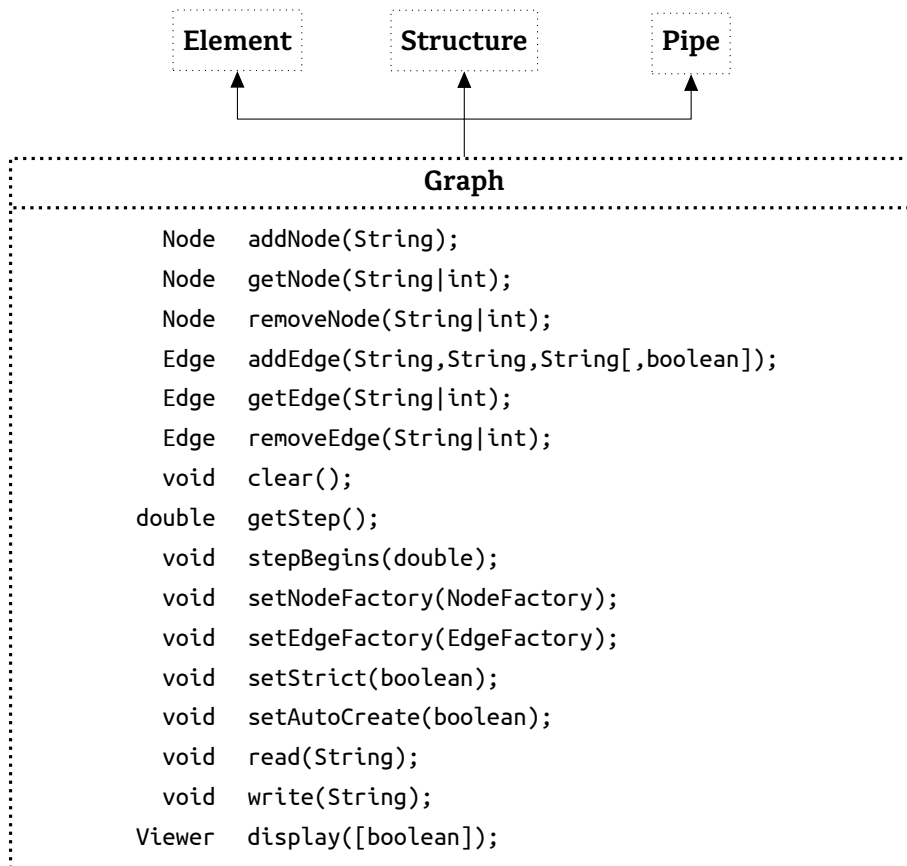 Element Structure Pipe
Graph
Node addNode(String);
Node getNode(String|int);
Node removeNode(String|int);
Edge addEdge(String,String,String[,boolean]);
Edge getEdge(String|int);
Edge removeEdge(String|int);
void clear();
double getStep();
void stepBegins(double);
void setNodeFactory(NodeFactory);
void setEdgeFactory(EdgeFactory);
void setStrict(boolean);
void setAutoCreate(boolean);
void read(String);
void write(String);
Viewer display([boolean]);